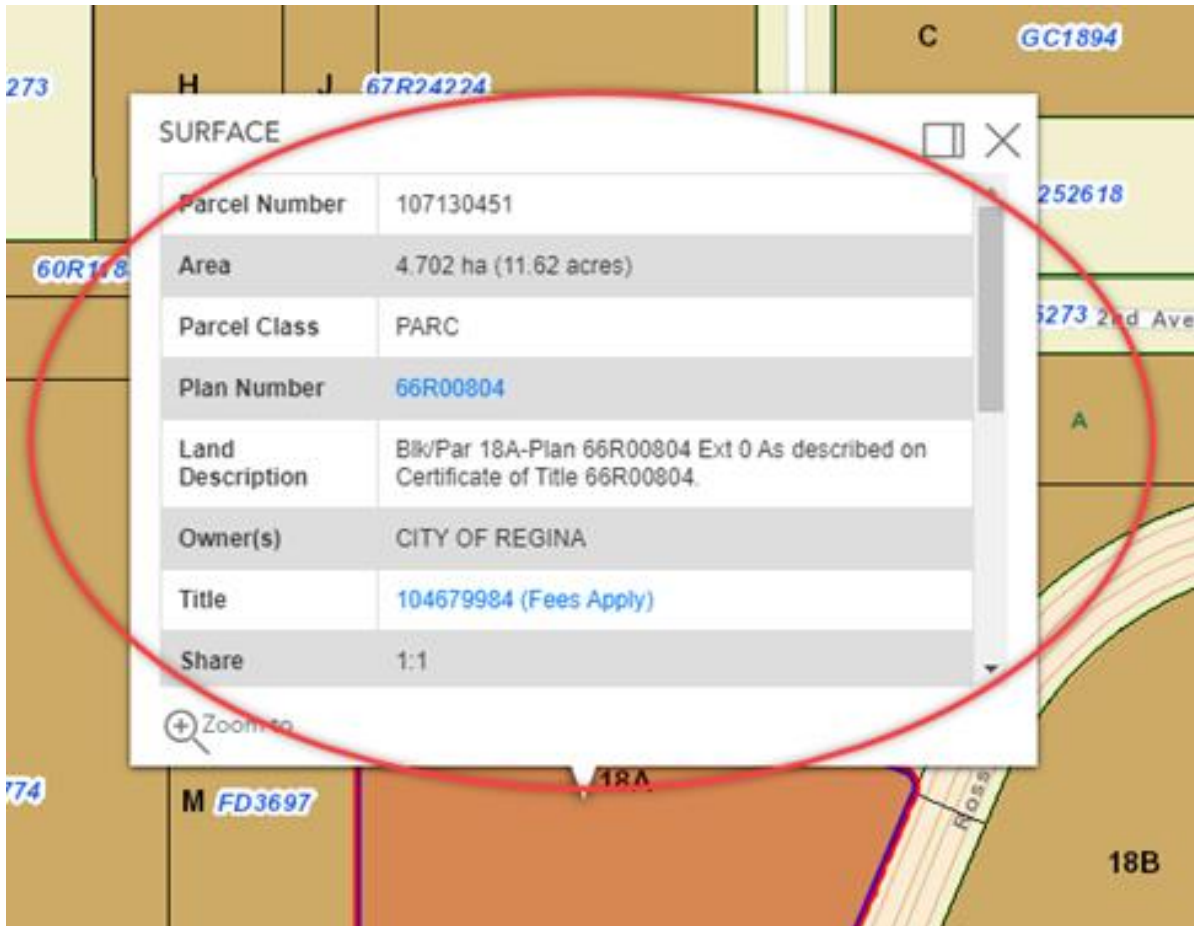 C GC1894
273 H J 67R24224
SURFACE
252618
Parcel Number 107130451
60R118
Area 4.702 ha (11.62 acres)
5273 2nd Ave
Parcel Class PARC
Plan Number 66R00804
A
Land Description
Blk/Par 18A-Plan 66R00804 Ext 0 As described on
Certificate of Title 66R00804.
Owner(s) CITY OF REGINA
Title 104679984 (Fees Apply)
Share 1:1
Zoom to
18A
774
M FD3697
Ross
18B